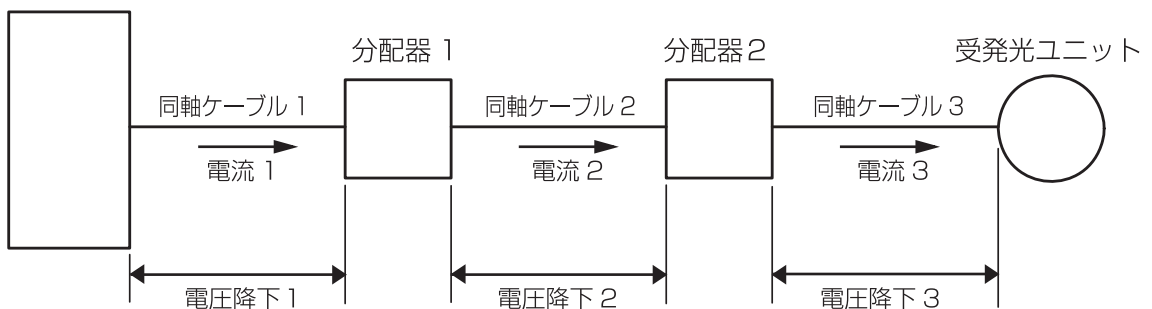 分配器 1
分配器 2
受発光ユニット
同軸ケーブル 1
同軸ケーブル 2
同軸ケーブル 3
電流 1
電流 2
電流 3
電圧降下 1
電圧降下 2
電圧降下 3